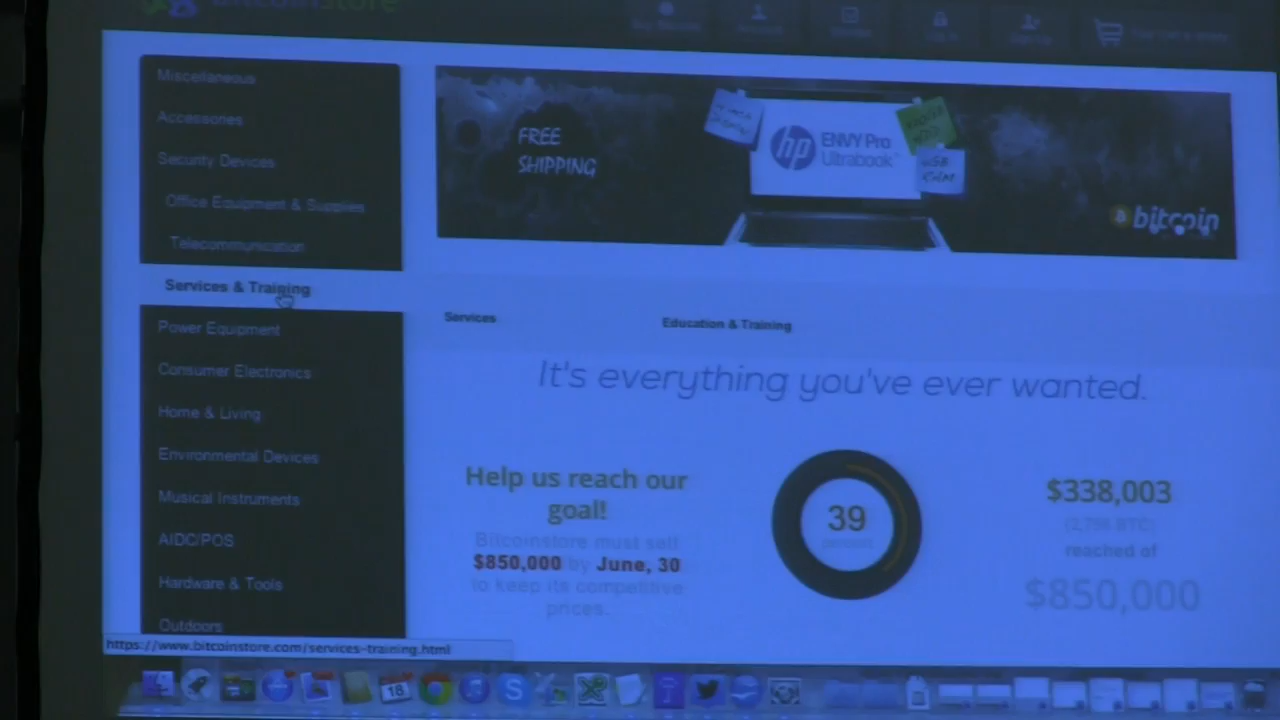 bitcoinstore
Miscellaneous
Accessories
Security Devices
Office Equipment & Supplies
Telecommunication
Services & Training
Power Equipment
Consumer Electronics
Home & Living
Environmental Devices
Musical Instruments
AIDC/POS
Hardware & Tools
Outdoors
FREE
SHIPPING
hp ENVY Pro
Ultrabook
bitcoin
Services Education & Training
It's everything you've ever wanted.
Help us reach our
goal!
Bitcoinstore must sell
$850,000 by June, 30
to keep its competitive
prices.
39
$338,003
reached of
$850,000
https://www.bitcoinstore.com/services-training.html
18